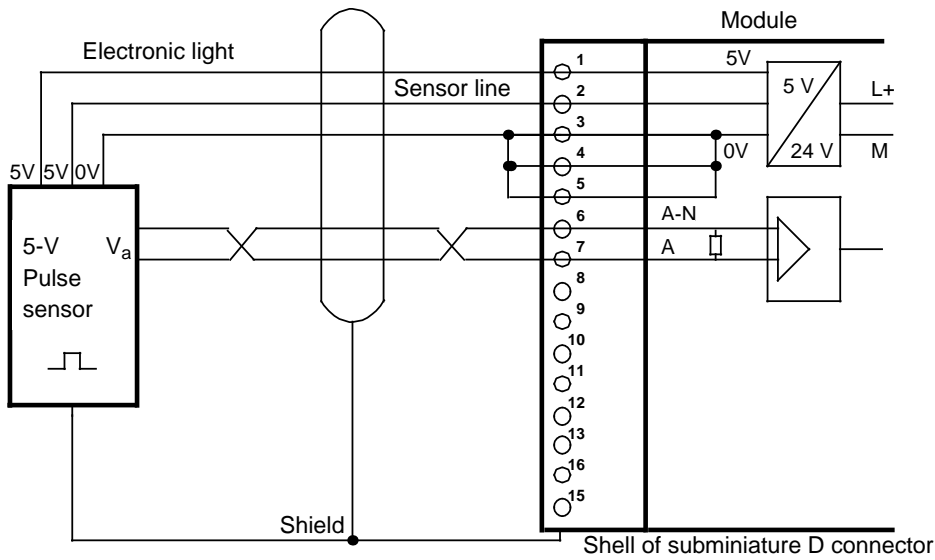 Module
Electronic light
1
5V
5 V
L+
Sensor line
2
3
0V
24 V
M
4
5V 5V 0V
5
6
A-N
5-V
Va
7
A
Pulse
8
sensor
9
10
11
12
13
16
15
Shield
Shell of subminiature D connector